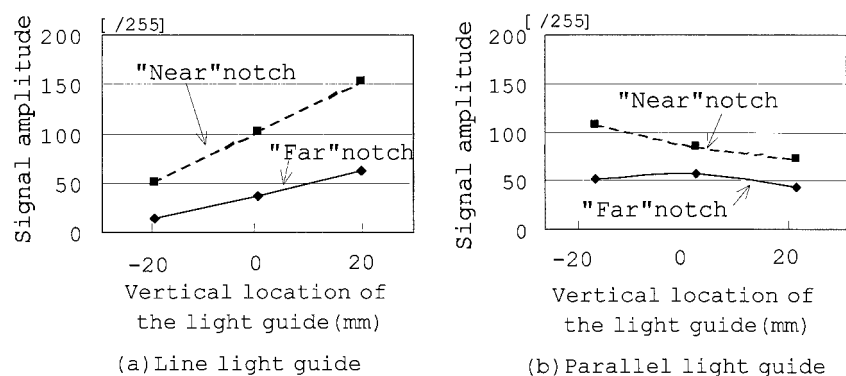 [ /255]
200
150
100
50
0
Signal amplitude
"Near"notch
"Far"notch
-20
0
20
Vertical location of
the light guide(mm)
(a)Line light guide
[ /255]
200
150
100
50
0
Signal amplitude
"Near"notch
"Far"notch
-20
0
20
Vertical location of
the light guide(mm)
(b)Parallel light guide